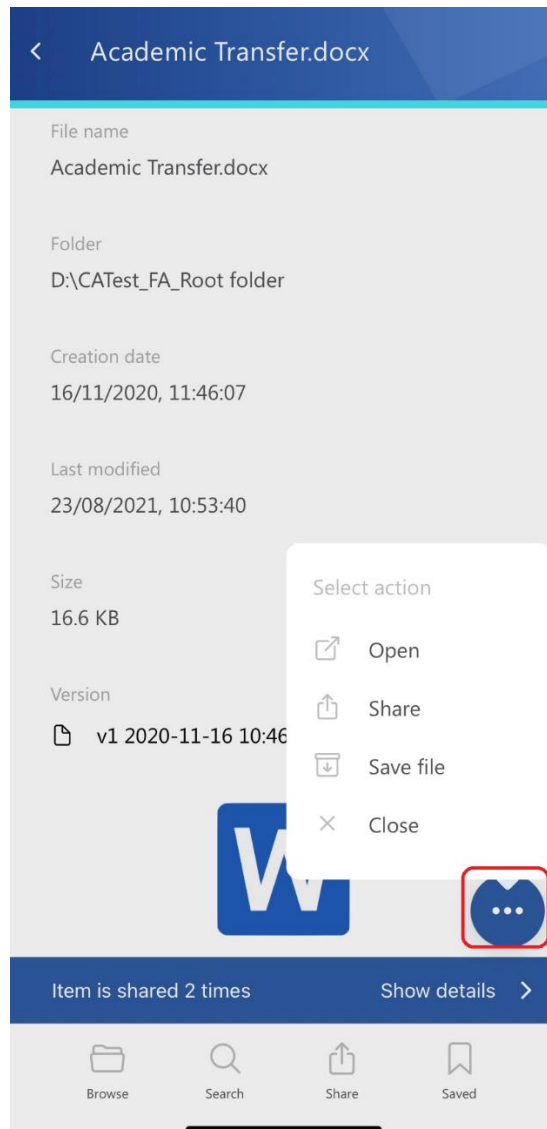 Academic Transfer.docx
File name
Academic Transfer.docx
Folder
D:\CATest_FA_Root folder
Creation date
16/11/2020, 11:46:07
Last modified
23/08/2021, 10:53:40
Size
16.6 KB
Version
v1 2020-11-16 10:46
Select action
Open
Share
Save file
Close
W
Item is shared 2 times Show details
Browse Search Share Saved